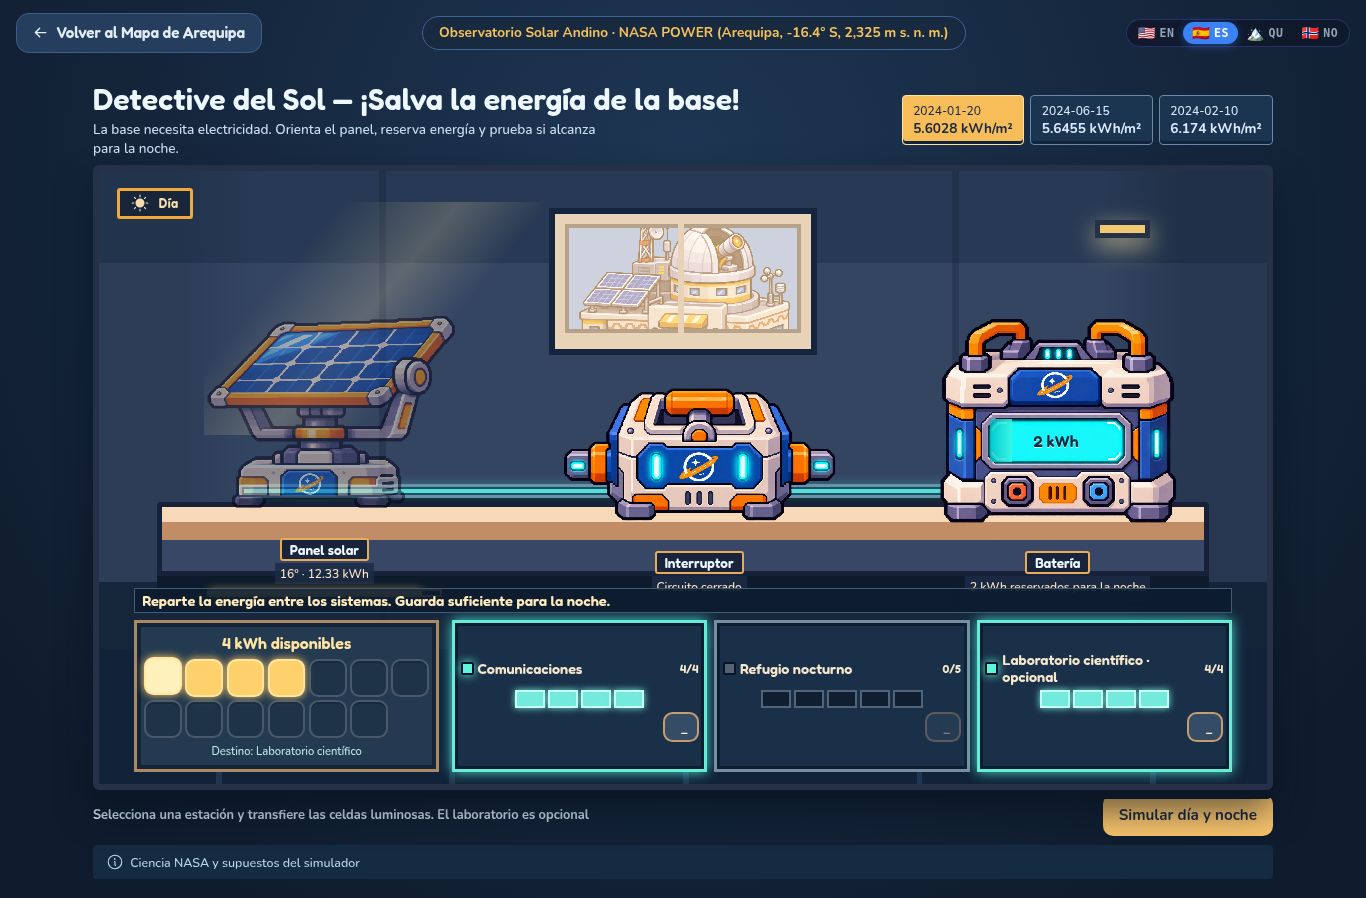 ← Volver al Mapa de Arequipa
Observatorio Solar Andino · NASA POWER (Arequipa, -16.4° S, 2,325 m s. n. m.)
EN
ES
QU
NO
Detective del Sol — ¡Salva la energía de la base!
La base necesita electricidad. Orienta el panel, reserva energía y prueba si alcanza
para la noche.
2024-01-20
5.6028 kWh/m²
2024-06-15
5.6455 kWh/m²
2024-02-10
6.174 kWh/m²
Día
2 kWh
Panel solar
16° · 12.33 kWh
Interruptor
Circuito cerrado
Batería
2 kWh reservados para la noche
Reparte la energía entre los sistemas. Guarda suficiente para la noche.
4 kWh disponibles
Destino: Laboratorio científico
Comunicaciones 4/4
−
Refugio nocturno 0/5
−
Laboratorio científico ·
opcional 4/4
−
Selecciona una estación y transfiere las celdas luminosas. El laboratorio es opcional
Simular día y noche
Ciencia NASA y supuestos del simulador